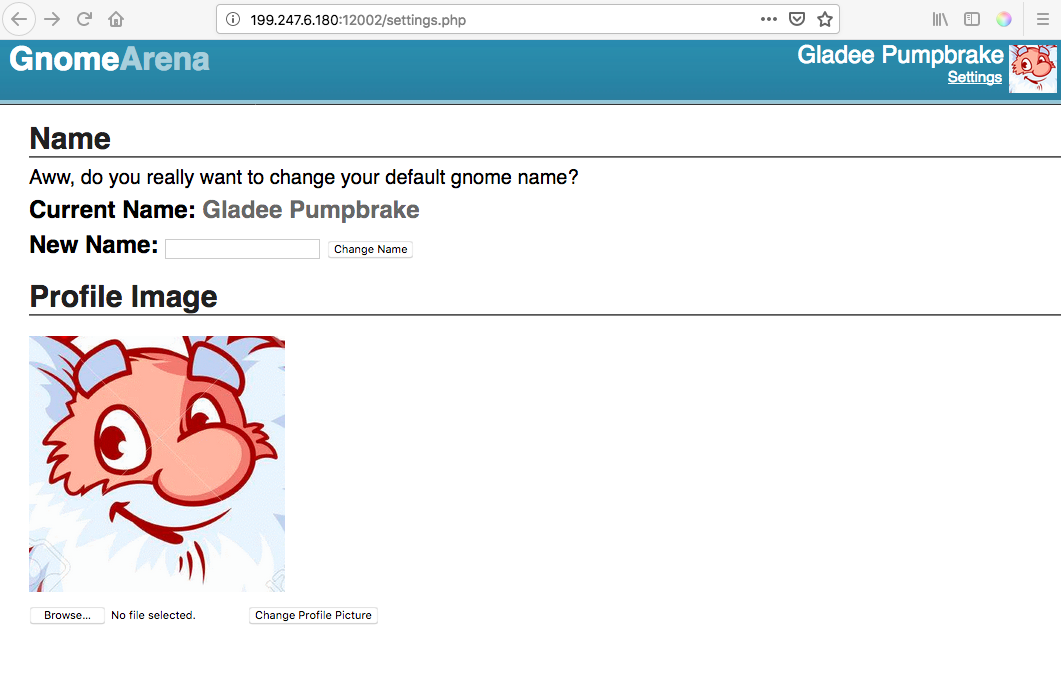 199.247.6.180:12002/settings.php
GnomeArena
Gladee Pumpbrake
Settings
Name
Aww, do you really want to change your default gnome name?
Current Name: Gladee Pumpbrake
New Name: Change Name
Profile Image
Browse... No file selected. Change Profile Picture